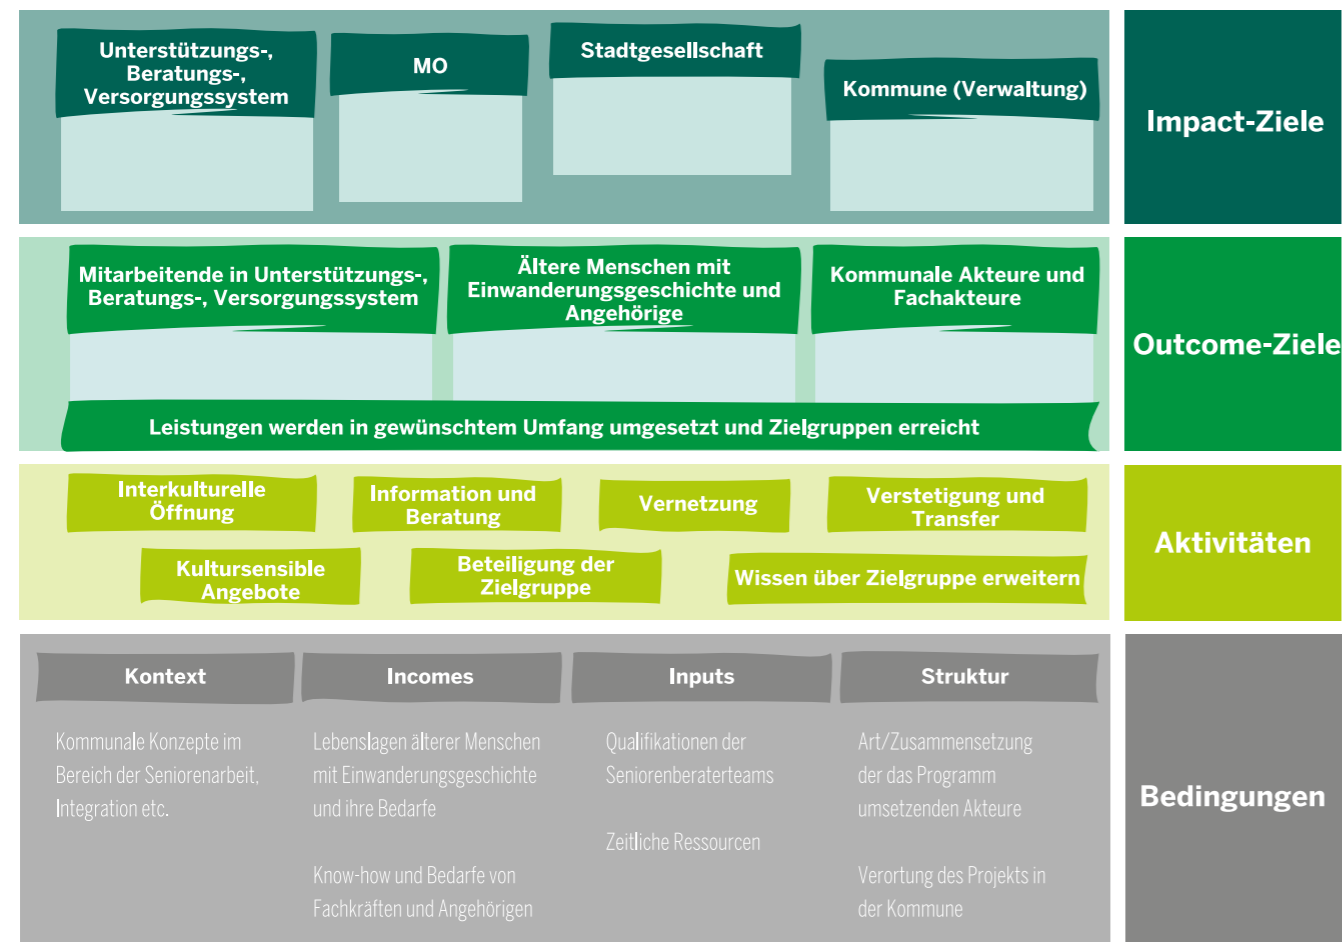 Unterstützungs-,
Beratungs-,
Versorgungssystem
MO
Stadtgesellschaft
Kommune (Verwaltung)
Impact-Ziele
Mitarbeitende in Unterstützungs-,
Beratungs-, Versorgungssystem
Ältere Menschen mit
Einwanderungsgeschichte und
Angehörige
Kommunale Akteure und
Fachakteure
Leistungen werden in gewünschtem Umfang umgesetzt und Zielgruppen erreicht
Outcome-Ziele
Interkulturelle
Öffnung
Information und
Beratung
Vernetzung
Verstetigung und
Transfer
Kultursensible
Angebote
Beteiligung der
Zielgruppe
Wissen über Zielgruppe erweitern
Aktivitäten
Kontext
Kommunale Konzepte im
Bereich der Seniorenarbeit,
Integration etc.
Incomes
Lebenslagen älterer Menschen
mit Einwanderungsgeschichte
und ihre Bedarfe
Know-how und Bedarfe von
Fachkräften und Angehörigen
Inputs
Qualifikationen der
Seniorenberaterteams
Zeitliche Ressourcen
Struktur
Art/Zusammensetzung
der das Programm
umsetzenden Akteure
Verortung des Projekts in
der Kommune
Bedingungen